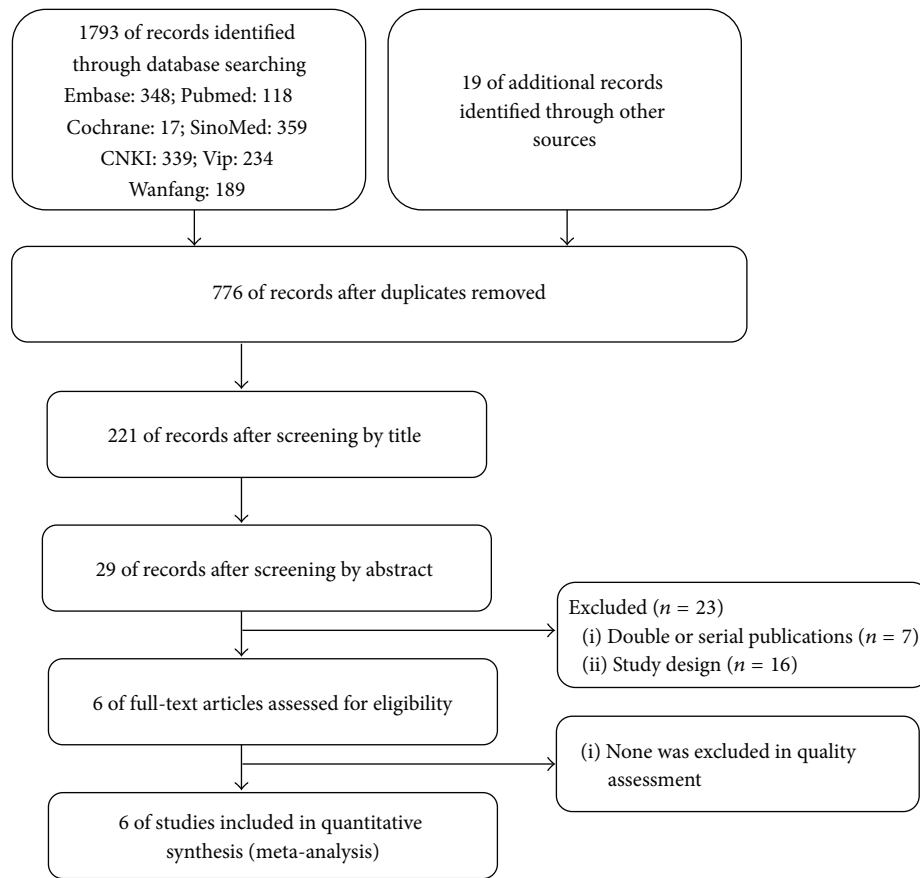 1793 of records identified
through database searching
Embase: 348; Pubmed: 118
Cochrane: 17; SinoMed: 359
CNKI: 339; Vip: 234
Wanfang: 189
19 of additional records
identified through other
sources
776 of records after duplicates removed
221 of records after screening by title
29 of records after screening by abstract
Excluded (n = 23)
(i) Double or serial publications (n = 7)
(ii) Study design (n = 16)
6 of full-text articles assessed for eligibility
(i) None was excluded in quality
assessment
6 of studies included in quantitative
synthesis (meta-analysis)